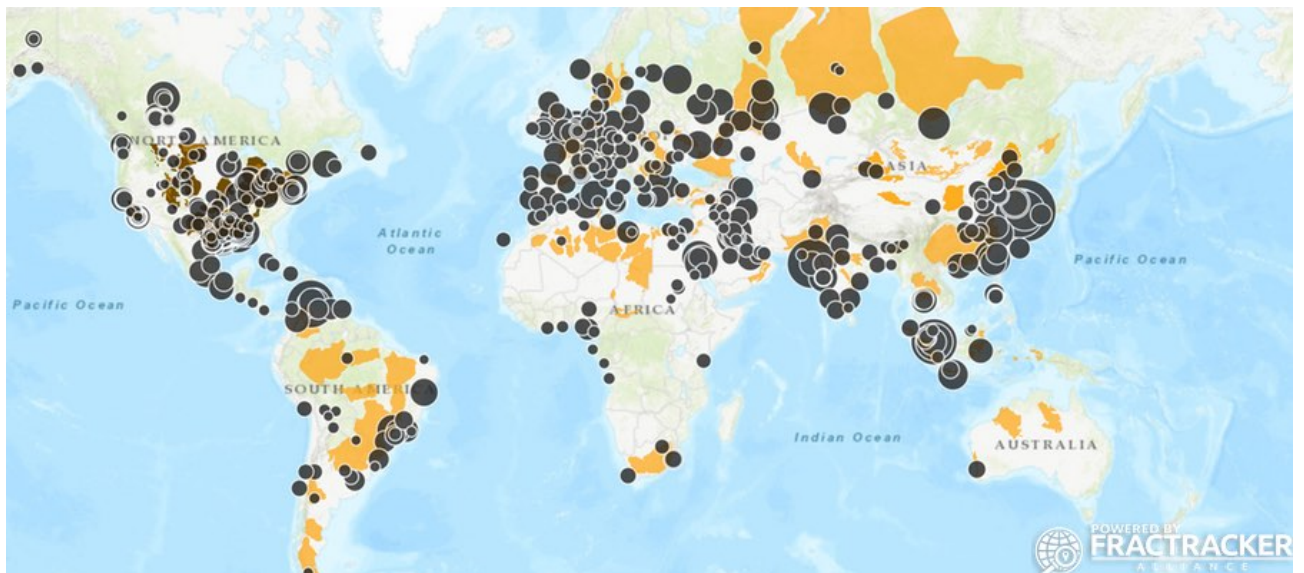 NORTH AMERICA
ASIA
Atlantic
Ocean
Pacific Ocean
Pacific Ocean
AFRICA
SOUTH AMERICA
Indian Ocean
AUSTRALIA
POWERED BY
FRACTRACKER
ALLIANCE